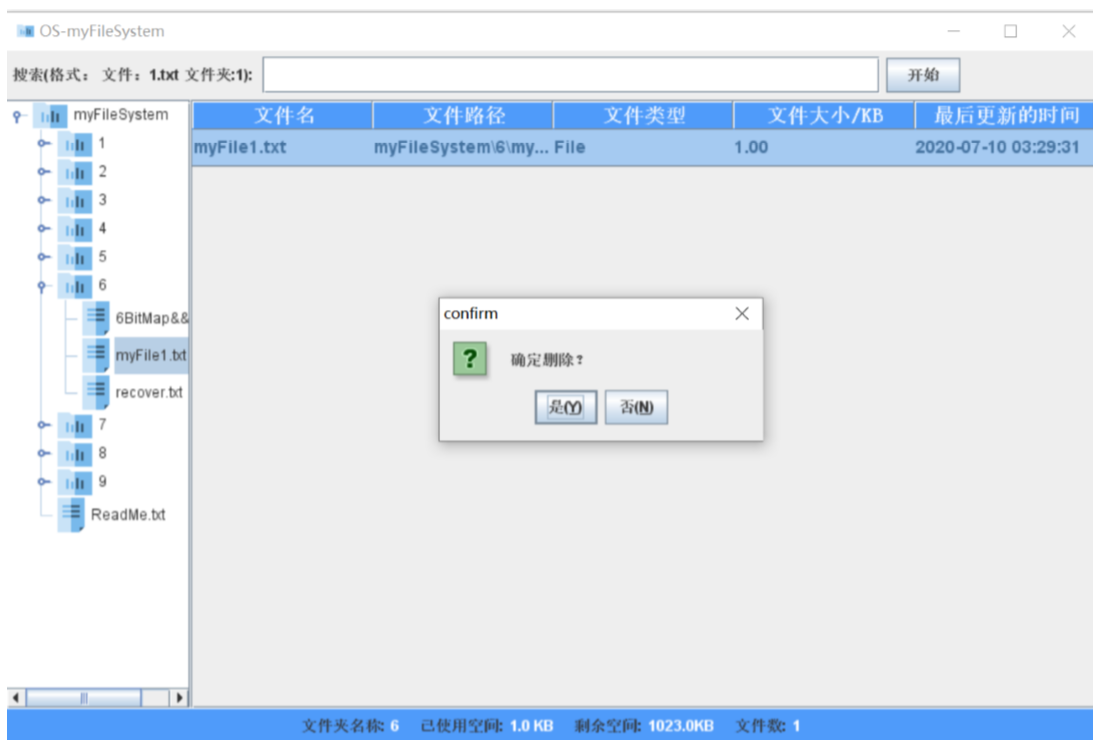 OS-myFileSystem
搜索(格式： 文件：1.txt 文件夹:1):
开始
myFileSystem
1
2
3
4
5
6
6BitMap&&
myFile1.txt
recover.txt
7
8
9
ReadMe.txt
文件名 文件路径 文件类型 文件大小/KB 最后更新的时间
myFile1.txt myFileSystem\6\my... File 1.00 2020-07-10 03:29:31
confirm
?
确定删除?
是(Y) 否(N)
文件夹名称: 6 已使用空间: 1.0 KB 剩余空间: 1023.0KB 文件数: 1